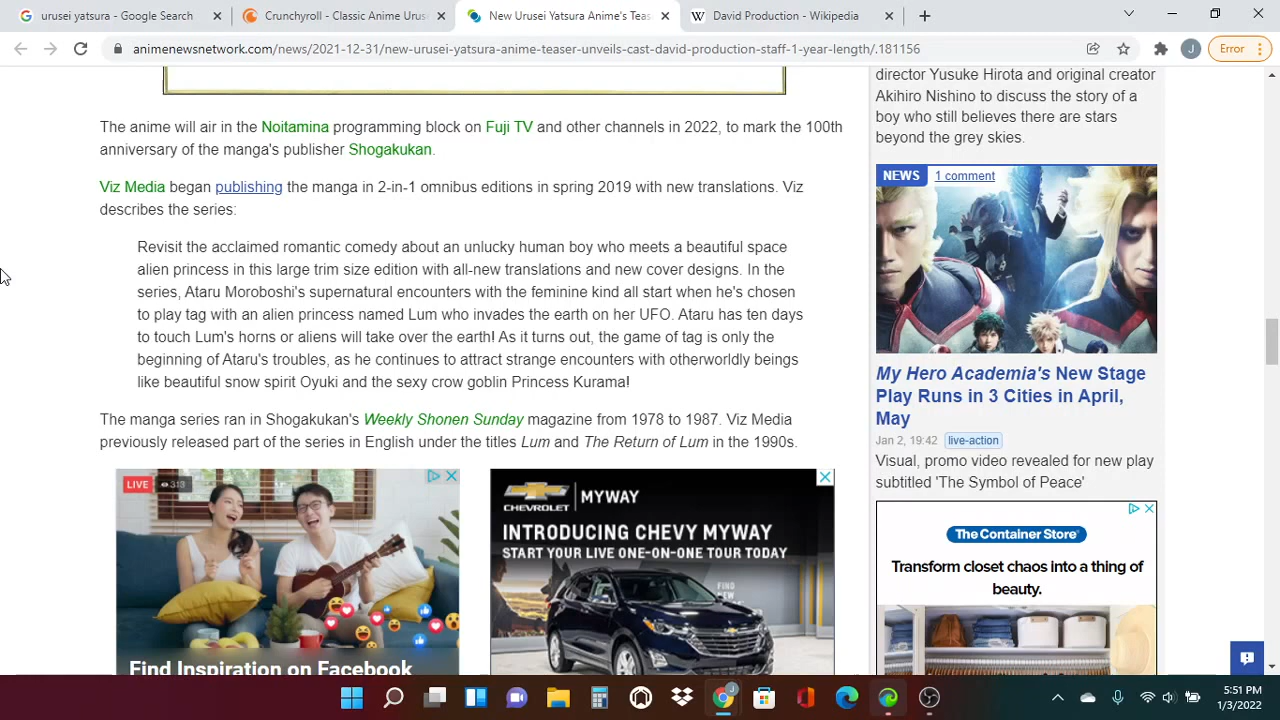 urusei yatsura - Google Search
Crunchyroll - Classic Anime Uruse
New Urusei Yatsura Anime's Teas
David Production - Wikipedia
animenewsnetwork.com/news/2021-12-31/new-urusei-yatsura-anime-teaser-unveils-cast-david-production-staff-1-year-length/.181156
J
Error
The anime will air in the Noitamina programming block on Fuji TV and other channels in 2022, to mark the 100th
anniversary of the manga's publisher Shogakukan.
Viz Media began publishing the manga in 2-in-1 omnibus editions in spring 2019 with new translations. Viz
describes the series:
Revisit the acclaimed romantic comedy about an unlucky human boy who meets a beautiful space
alien princess in this large trim size edition with all-new translations and new cover designs. In the
series, Ataru Moroboshi's supernatural encounters with the feminine kind all start when he's chosen
to play tag with an alien princess named Lum who invades the earth on her UFO. Ataru has ten days
to touch Lum's horns or aliens will take over the earth! As it turns out, the game of tag is only the
beginning of Ataru's troubles, as he continues to attract strange encounters with otherworldly beings
like beautiful snow spirit Oyuki and the sexy crow goblin Princess Kurama!
The manga series ran in Shogakukan's Weekly Shonen Sunday magazine from 1978 to 1987. Viz Media
previously released part of the series in English under the titles Lum and The Return of Lum in the 1990s.
LIVE 313
Find Inspiration on Facebook
CHEVROLET MYWAY
INTRODUCING CHEVY MYWAY
START YOUR LIVE ONE-ON-ONE TOUR TODAY
FIND
NEW
director Yusuke Hirota and original creator
Akihiro Nishino to discuss the story of a
boy who still believes there are stars
beyond the grey skies.
NEWS 1 comment
My Hero Academia's New Stage
Play Runs in 3 Cities in April,
May
Jan 2, 19:42 live-action
Visual, promo video revealed for new play
subtitled 'The Symbol of Peace'
The Container Store
Transform closet chaos into a thing of
beauty.
5:51 PM
1/3/2022